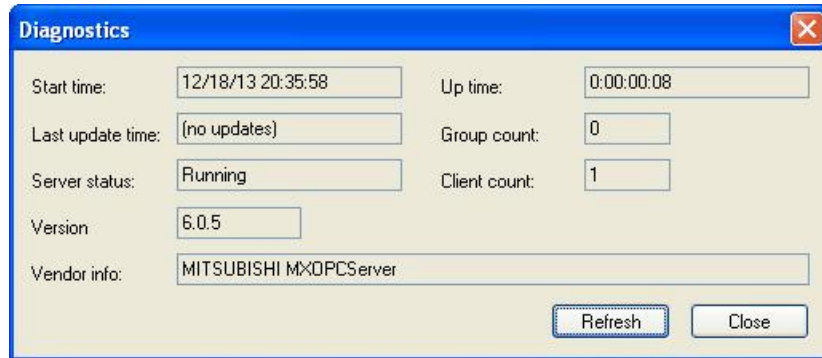 Diagnostics
Start time: 12/18/13 20:35:58 Up time: 0:00:00:08
Last update time: (no updates) Group count: 0
Server status: Running Client count: 1
Version 6.0.5
Vendor info: MITSUBISHI MXOPCServer
Refresh Close